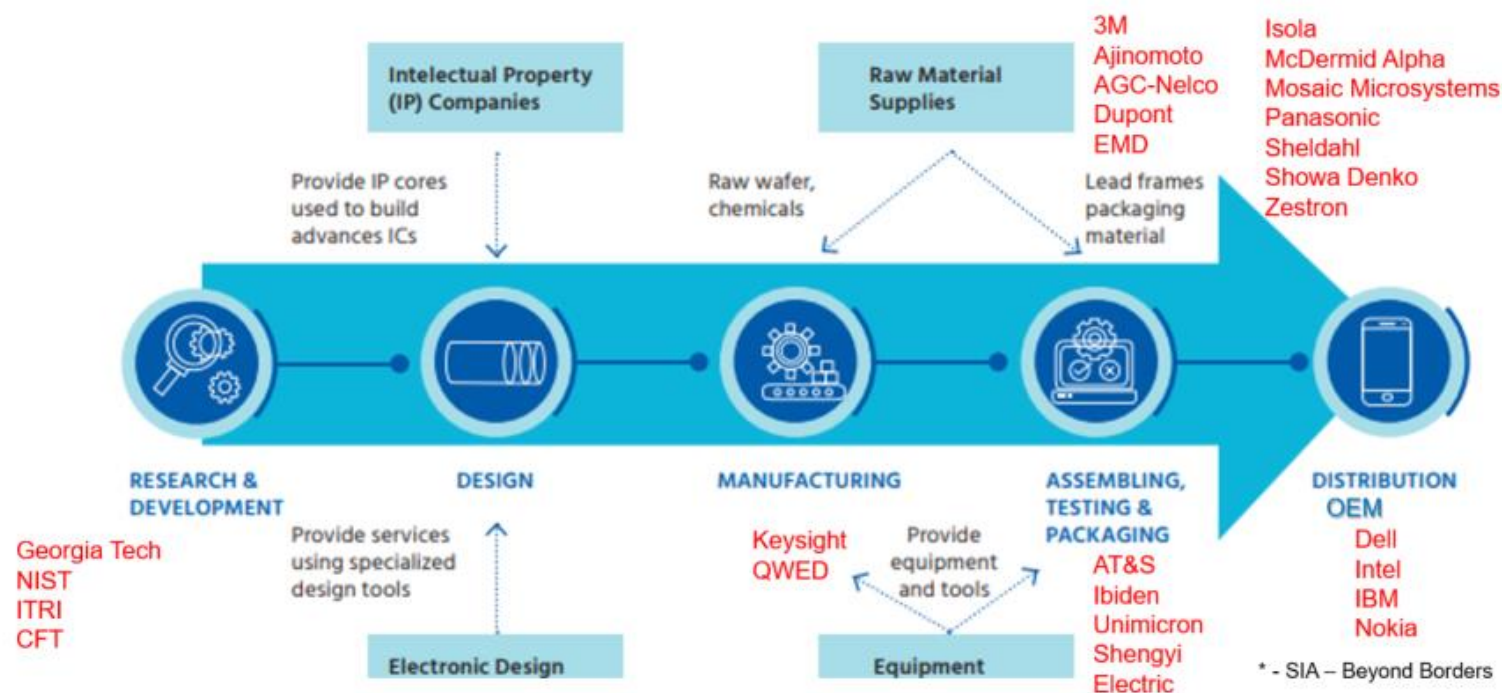 Intelectual Property
(IP) Companies
Raw Material
Supplies
3M
Ajinomoto
AGC-Nelco
Dupont
EMD
Isola
McDermid Alpha
Mosaic Microsystems
Panasonic
Sheldahl
Showa Denko
Zestron
Provide IP cores
used to build
advances ICs
Raw wafer,
chemicals
Lead frames
packaging
material
RESEARCH &
DEVELOPMENT
DESIGN
MANUFACTURING
ASSEMBLING,
TESTING &
PACKAGING
DISTRIBUTION
OEM
Georgia Tech
NIST
ITRI
CFT
Provide services
using specialized
design tools
Keysight
QWED
Provide
equipment
and tools
AT&S
Ibiden
Unimicron
Shengyi
Electric
Dell
Intel
IBM
Nokia
Electronic Design
Equipment
* - SIA – Beyond Borders